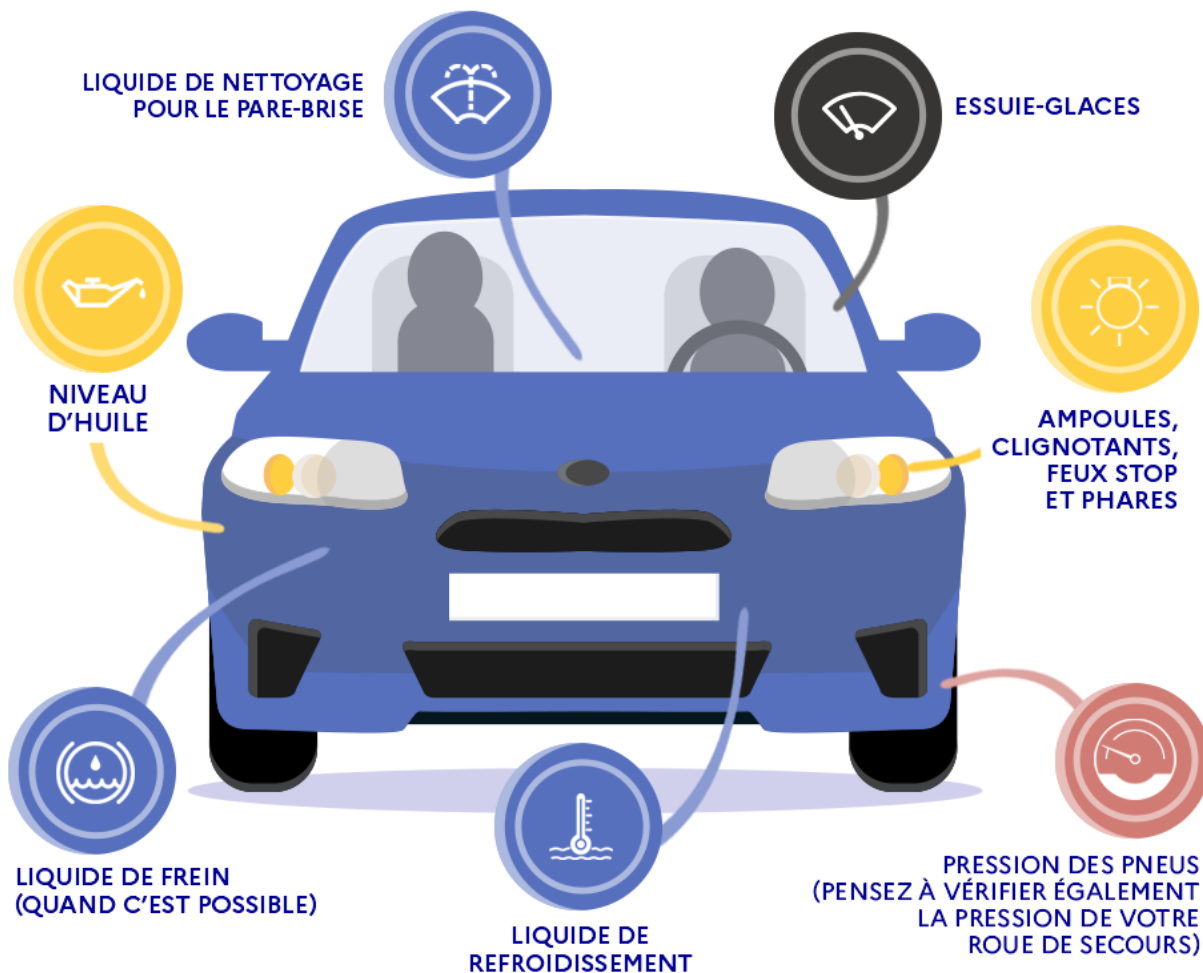 LIQUIDE DE NETTOYAGE
POUR LE PARE-BRISE
ESSUIE-GLACES
NIVEAU
D’HUILE
AMPOULES,
CLIGNOTANTS,
FEUX STOP
ET PHARES
LIQUIDE DE FREIN
(QUAND C’EST POSSIBLE)
LIQUIDE DE
REFROIDISSEMENT
PRESSION DES PNEUS
(PENSEZ À VÉRIFIER ÉGALEMENT
LA PRESSION DE VOTRE
ROUE DE SECOURS)